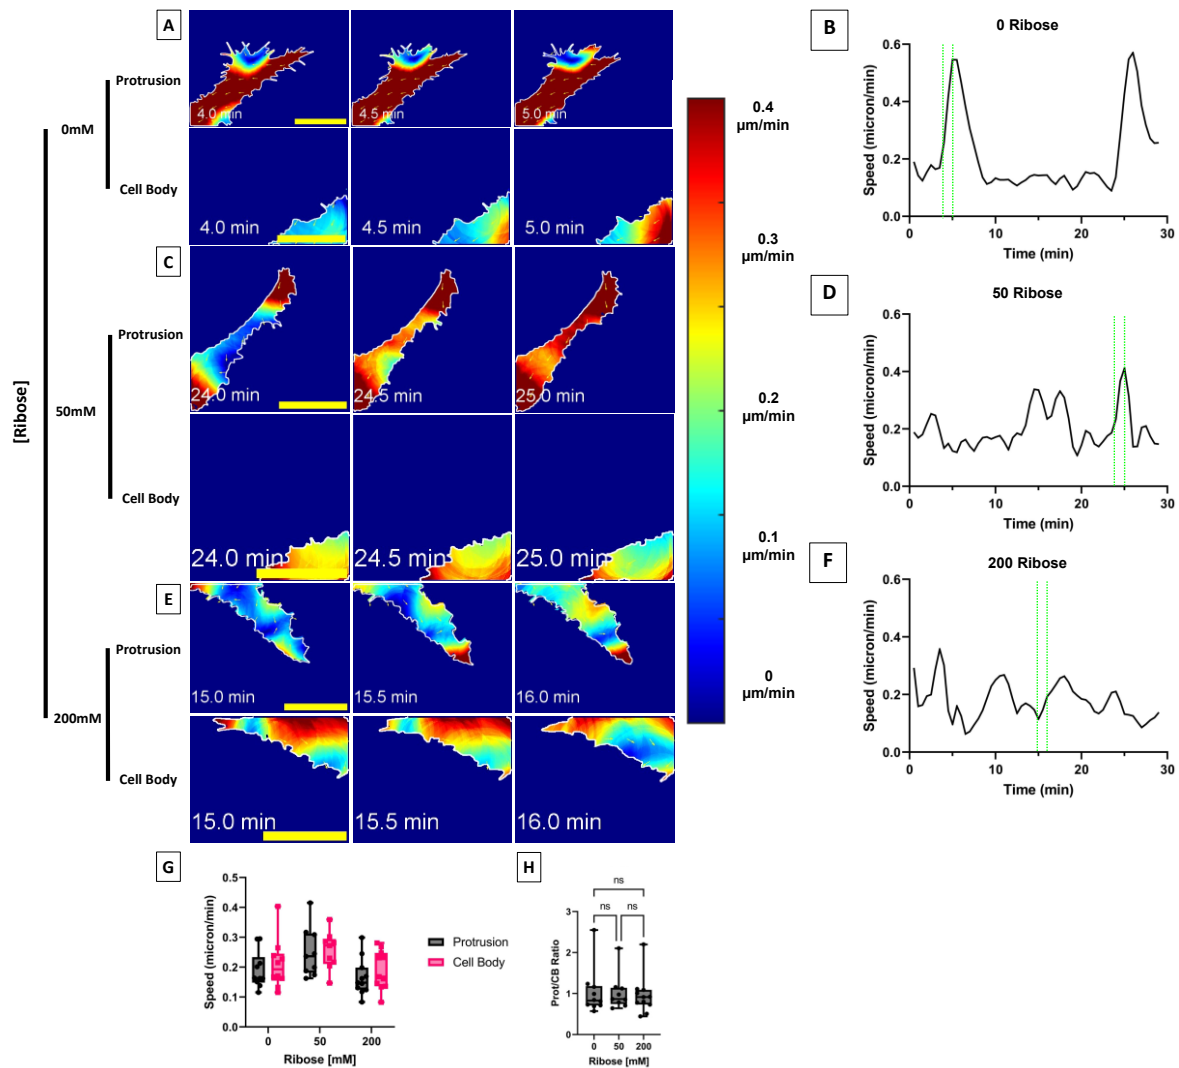 A
Protrusion
4.0 min
4.5 min
5.0 min
0mM
Cell Body
4.0 min
4.5 min
5.0 min
C
Protrusion
24.0 min
24.5 min
25.0 min
[Ribose]
50mM
Cell Body
24.0 min
24.5 min
25.0 min
E
Protrusion
15.0 min
15.5 min
16.0 min
200mM
Cell Body
15.0 min
15.5 min
16.0 min
0.4
µm/min
0.3
µm/min
0.2
µm/min
0.1
µm/min
0
µm/min
B
0 Ribose
Speed (micron/min)
0.6
0.4
0.2
0.0
0 10 20 30
Time (min)
D
50 Ribose
Speed (micron/min)
0.6
0.4
0.2
0.0
0 10 20 30
Time (min)
F
200 Ribose
Speed (micron/min)
0.6
0.4
0.2
0.0
0 10 20 30
Time (min)
G
Speed (micron/min)
0.5
0.4
0.3
0.2
0.1
0.0
0 50 200
Ribose [mM]
Protrusion
Cell Body
H
ns
ns ns
Prot/CB Ratio
3
2
1
0
0 50 200
Ribose [mM]